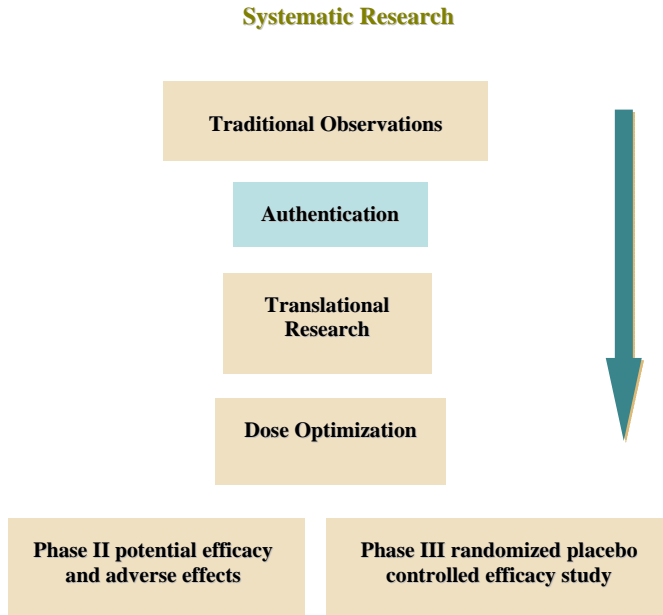 Systematic Research
Traditional Observations
Authentication
Translational
Research
Dose Optimization
Phase II potential efficacy
and adverse effects
Phase III randomized placebo
controlled efficacy study